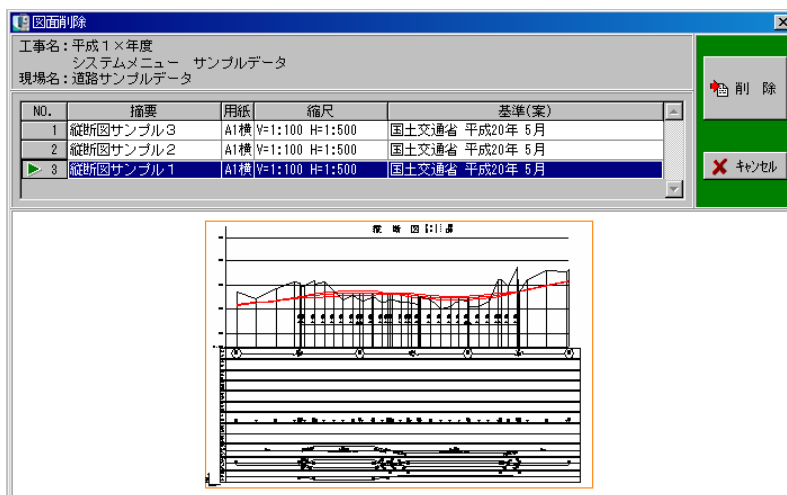 図面削除
工事名：平成１×年度
システムメニュー　サンプルデータ
現場名：道路サンプルデータ
削　除
NO. 摘要 用紙 縮尺 基準(案)
1 縦断図サンプル３ A1横 V=1:100 H=1:500 国土交通省 平成20年 5月
2 縦断図サンプル２ A1横 V=1:100 H=1:500 国土交通省 平成20年 5月
3 縦断図サンプル１ A1横 V=1:100 H=1:500 国土交通省 平成20年 5月
キャンセル
縦 断 図